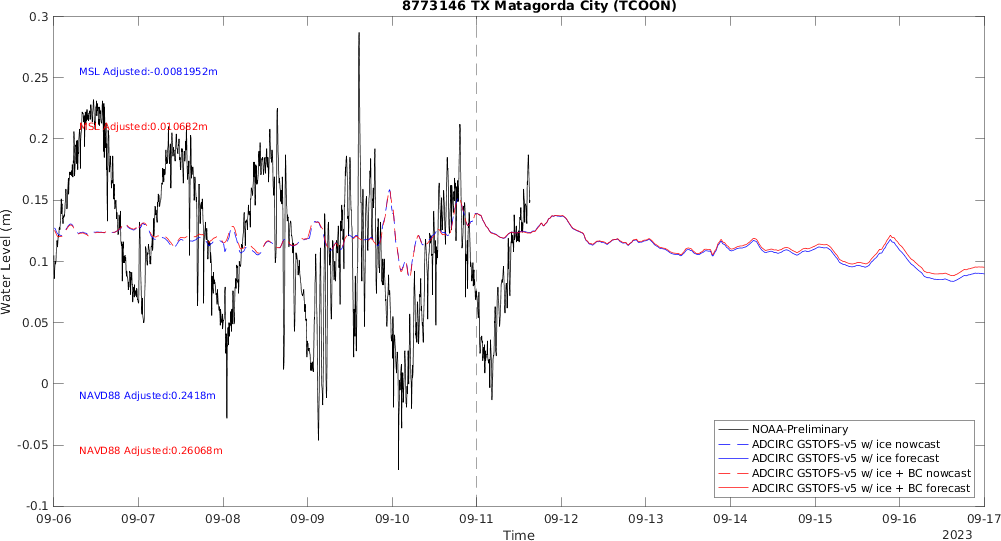 8773146 TX Matagorda City (TCOON)
0.3
0.25
0.2
0.15
0.1
0.05
0
-0.05
-0.1
Water Level (m)
MSL Adjusted:-0.0081952m
MSL Adjusted:0.010682m
NAVD88 Adjusted:0.2418m
NAVD88 Adjusted:0.26068m
NOAA-Preliminary
ADCIRC GSTOFS-v5 w/ ice nowcast
ADCIRC GSTOFS-v5 w/ ice forecast
ADCIRC GSTOFS-v5 w/ ice + BC nowcast
ADCIRC GSTOFS-v5 w/ ice + BC forecast
09-06 09-07 09-08 09-09 09-10 09-11 09-12 09-13 09-14 09-15 09-16 09-17
Time
2023